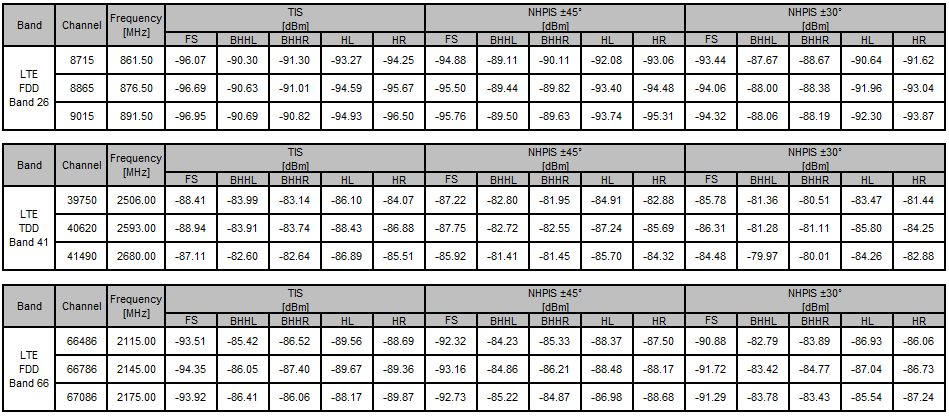 Band Channel Frequency [MHz] TIS [dBm] NHPIS ±45° [dBm] NHPIS ±30° [dBm]
FS BHHL BHHR HL HR FS BHHL BHHR HL HR FS BHHL BHHR HL HR
LTE FDD Band 26
8715 861.50 -96.07 -90.30 -91.30 -93.27 -94.25 -94.88 -89.11 -90.11 -92.08 -93.06 -93.44 -87.67 -88.67 -90.64 -91.62
8865 876.50 -96.69 -90.63 -91.01 -94.59 -95.67 -95.50 -89.44 -89.82 -93.40 -94.48 -94.06 -88.00 -88.38 -91.96 -93.04
9015 891.50 -96.95 -90.69 -90.82 -94.93 -96.50 -95.76 -89.50 -89.63 -93.74 -95.31 -94.32 -88.06 -88.19 -92.30 -93.87
Band Channel Frequency [MHz] TIS [dBm] NHPIS ±45° [dBm] NHPIS ±30° [dBm]
FS BHHL BHHR HL HR FS BHHL BHHR HL HR FS BHHL BHHR HL HR
LTE TDD Band 41
39750 2506.00 -88.41 -83.99 -83.14 -86.10 -84.07 -87.22 -82.80 -81.95 -84.91 -82.88 -85.78 -81.36 -80.51 -83.47 -81.44
40620 2593.00 -88.94 -83.91 -83.74 -88.43 -86.88 -87.75 -82.72 -82.55 -87.24 -85.69 -86.31 -81.28 -81.11 -85.80 -84.25
41490 2680.00 -87.11 -82.60 -82.64 -86.89 -85.51 -85.92 -81.41 -81.45 -85.70 -84.32 -84.48 -79.97 -80.01 -84.26 -82.88
Band Channel Frequency [MHz] TIS [dBm] NHPIS ±45° [dBm] NHPIS ±30° [dBm]
FS BHHL BHHR HL HR FS BHHL BHHR HL HR FS BHHL BHHR HL HR
LTE FDD Band 66
66486 2115.00 -93.51 -85.42 -86.52 -89.56 -88.69 -92.32 -84.23 -85.33 -88.37 -87.50 -90.88 -82.79 -83.89 -86.93 -86.06
66786 2145.00 -94.35 -86.05 -87.40 -89.67 -89.36 -93.16 -84.86 -86.21 -88.48 -88.17 -91.72 -83.42 -84.77 -87.04 -86.73
67086 2175.00 -93.92 -86.41 -86.06 -88.17 -89.87 -92.73 -85.22 -84.87 -86.98 -88.68 -91.29 -83.78 -83.43 -85.54 -87.24